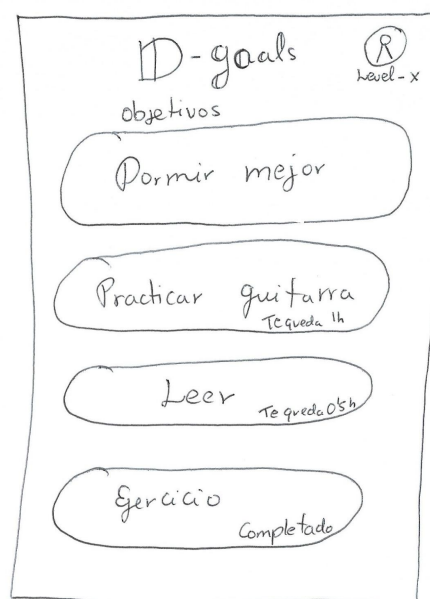 D-goals
R
Level-x
Objetivos
Dormir mejor
Practicar guitarra
Te queda 1h
Leer
Te queda 0'5h
Ejercicio
Completado